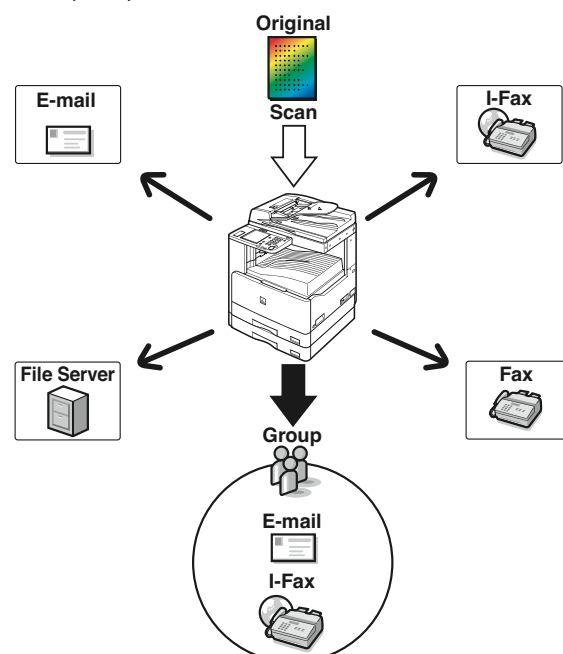 Original
Scan
E-mail
I-Fax
File Server
Fax
Group
E-mail
I-Fax